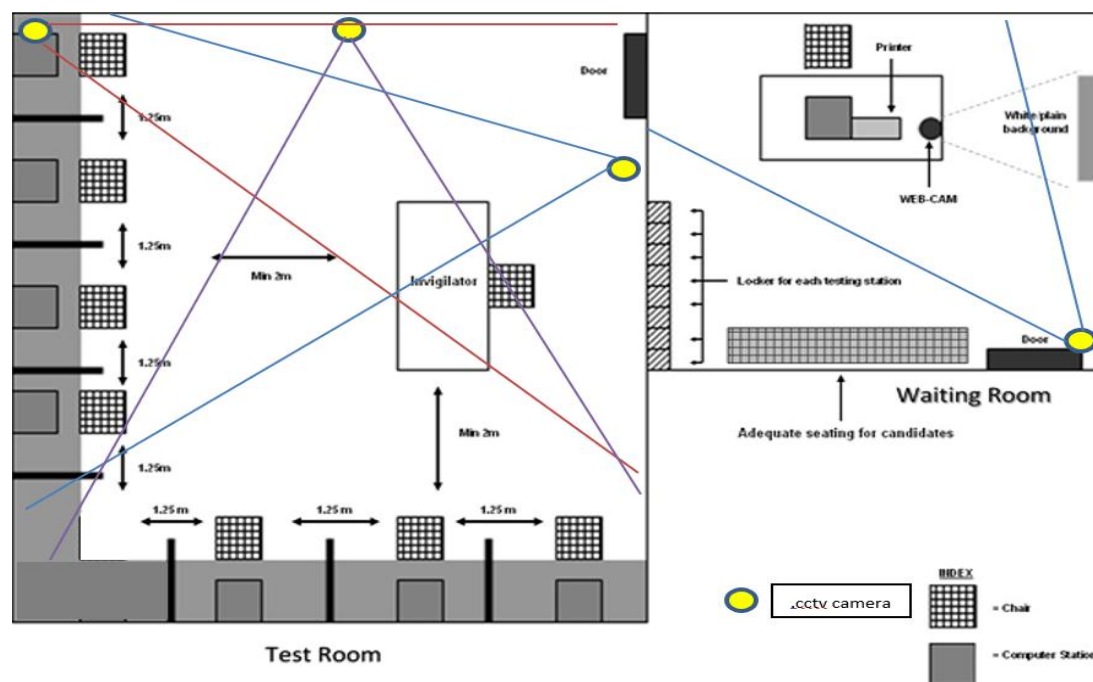 Printer
Door
1.25m
White/plain
background
WEB-CAM
1.25m
Min 2m
Invigilator
Locker for each testing station
Door
1.25m
Waiting Room
Min 2m
Adequate seating for candidates
1.25m
1.25 m
1.25 m
1.25 m
INDEX
.cctv camera
= Chair
Test Room
= Computer Station